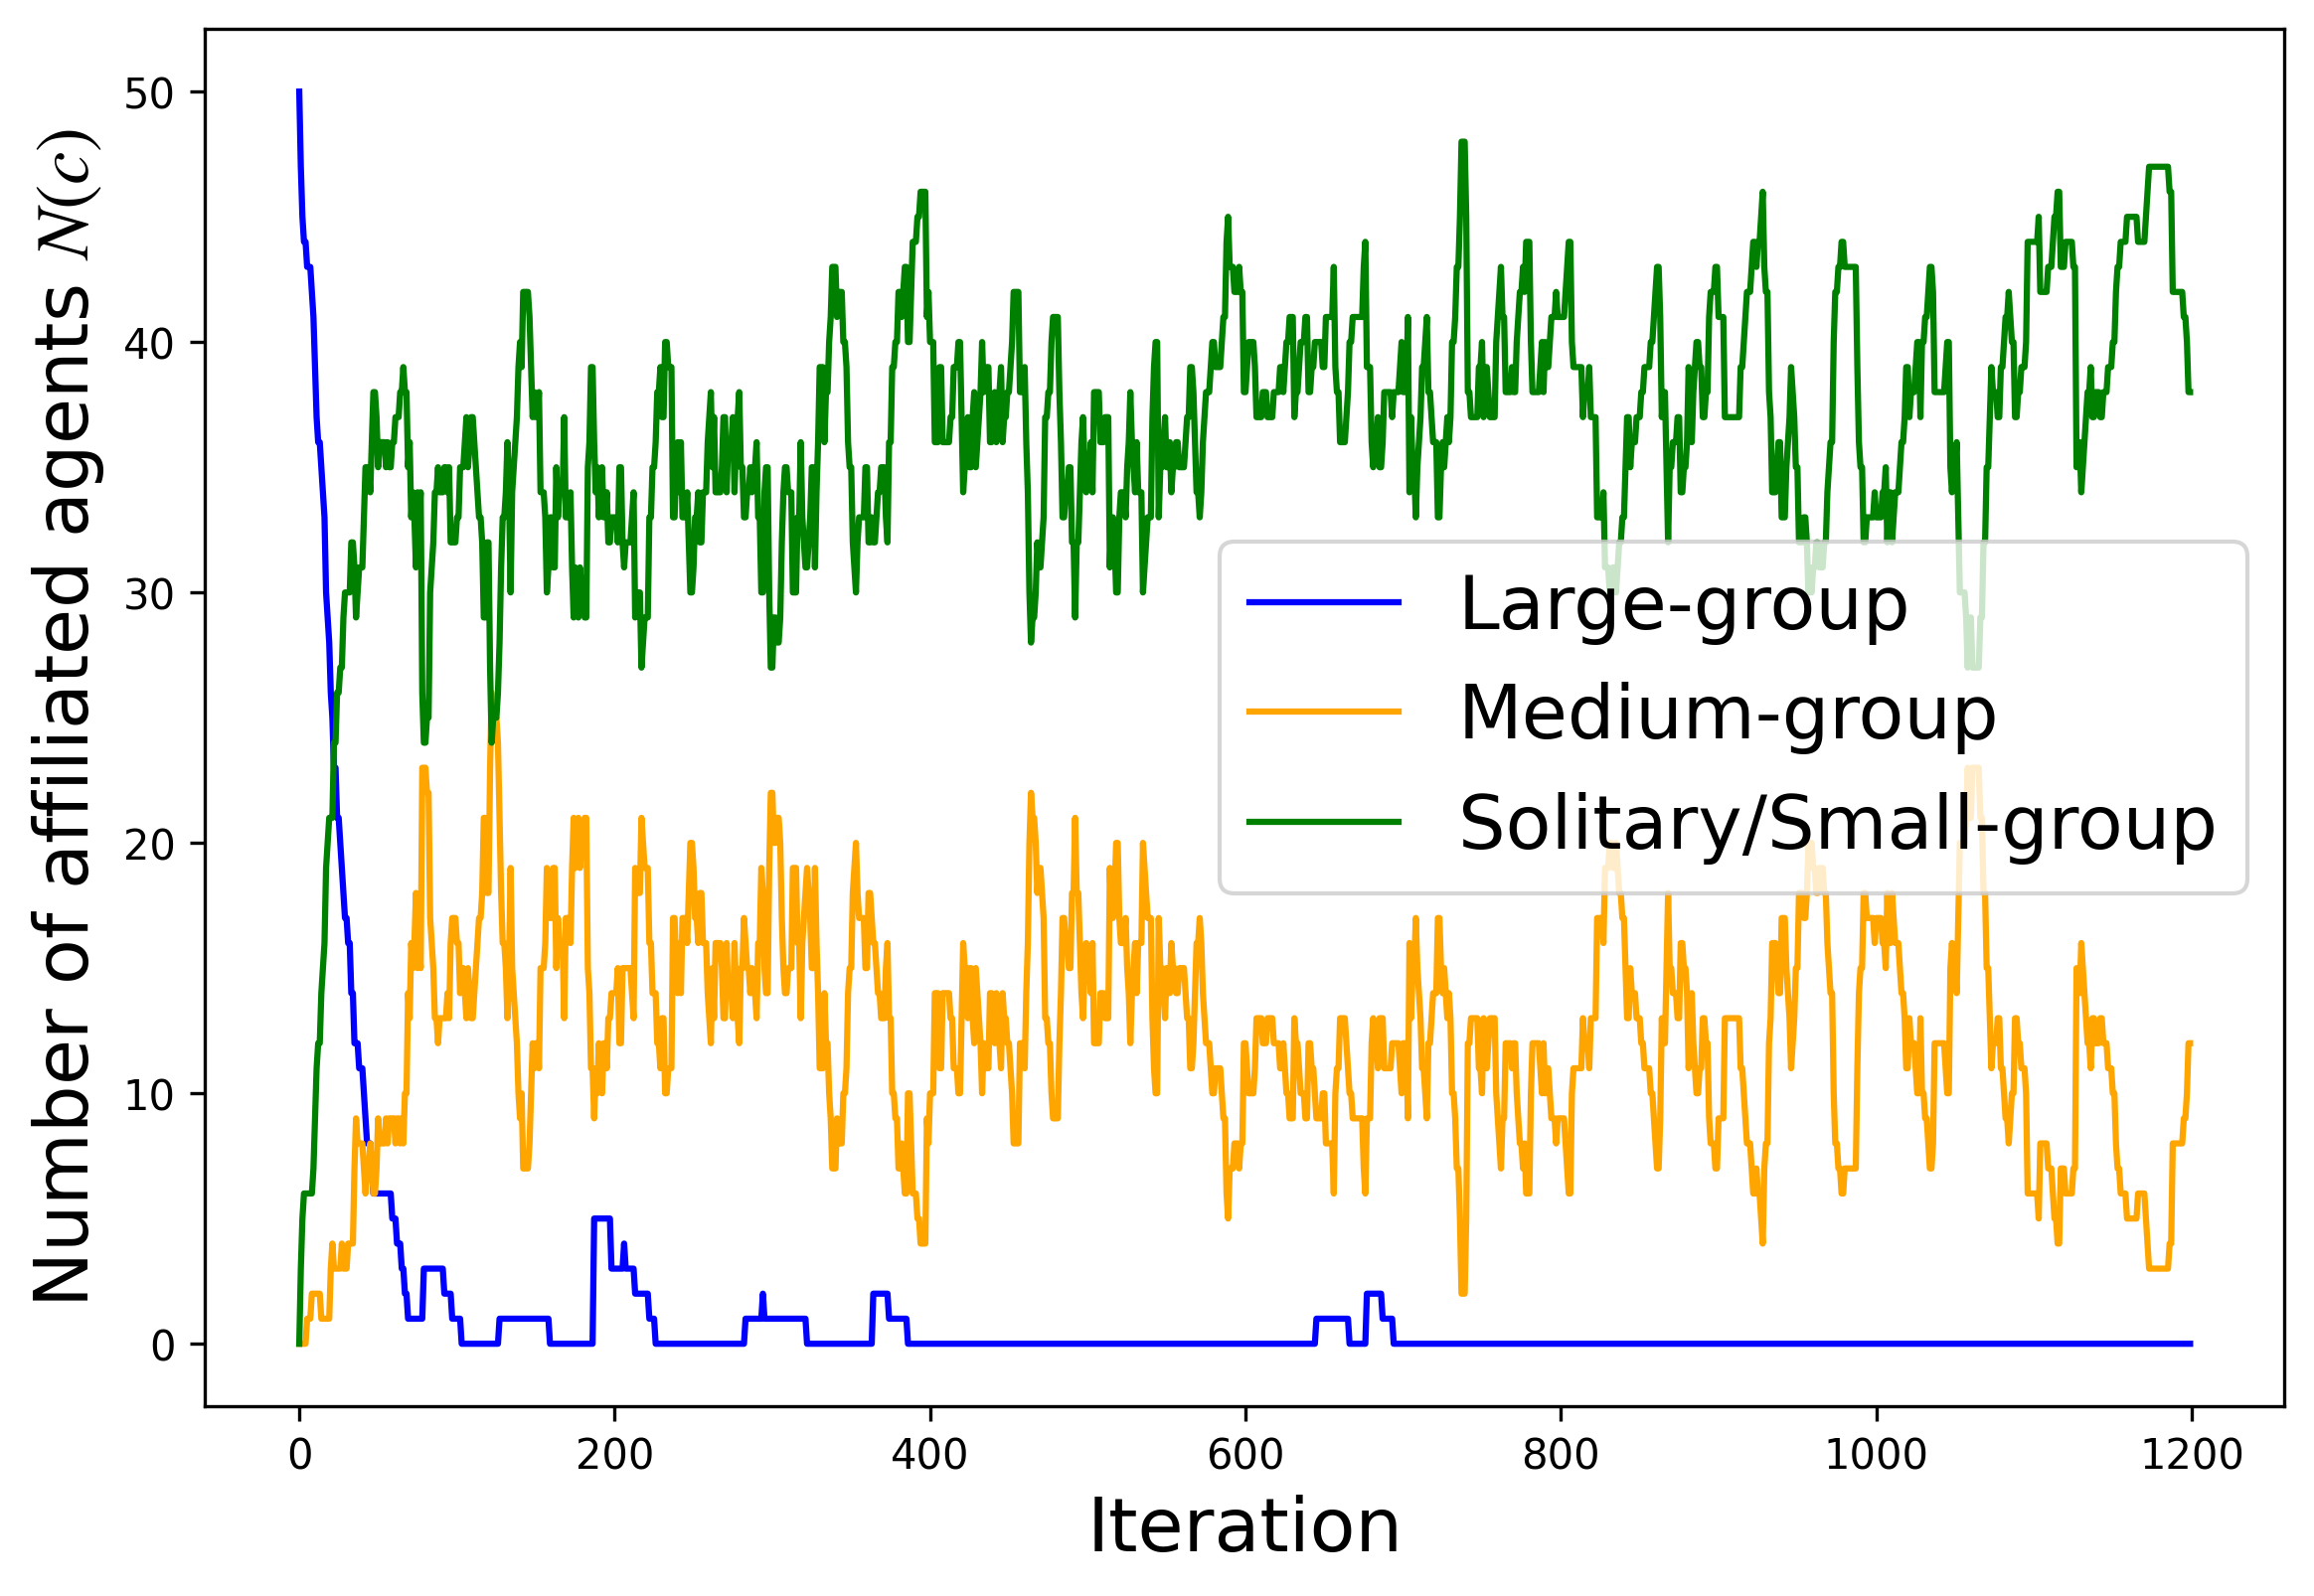 Number of affiliated agents N(c)
50
40
30
20
10
0
Large-group
Medium-group
Solitary/Small-group
0 200 400 600 800 1000 1200
Iteration